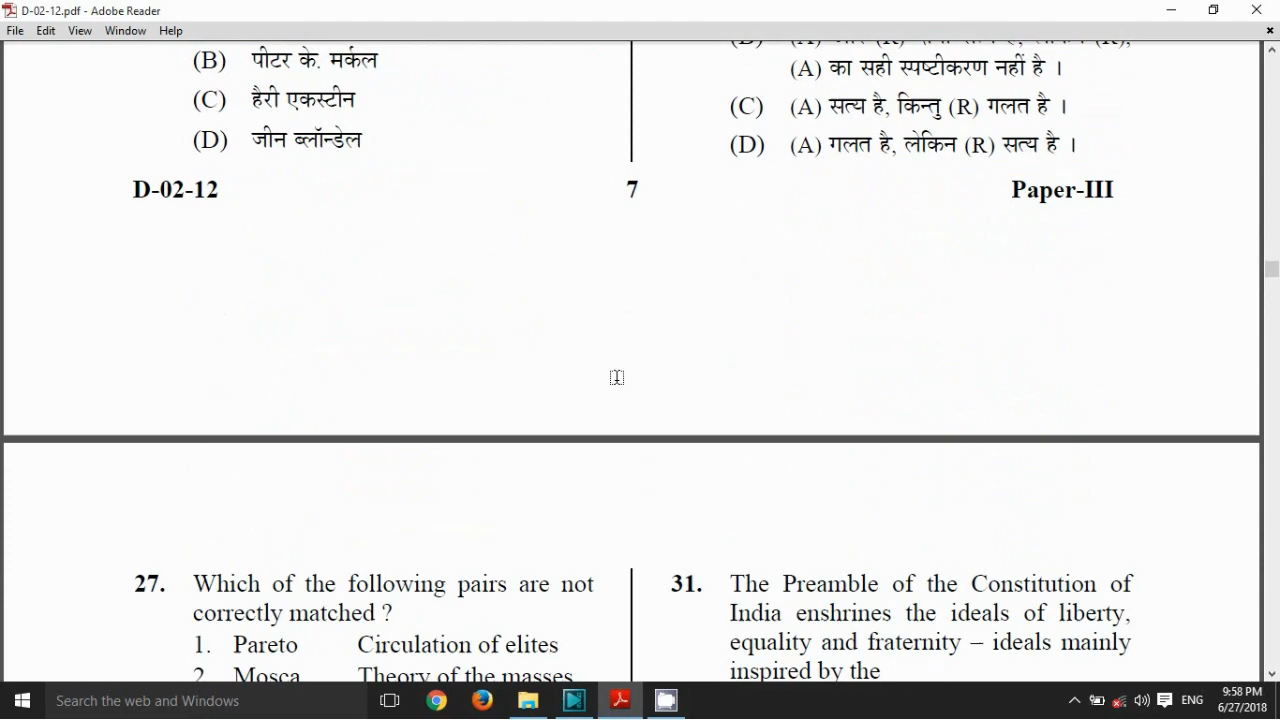 D-02-12.pdf - Adobe Reader
File Edit View Window Help
(B) पीटर के. मर्कल
(C) हैरी एकस्टीन
(D) जीन ब्लॉन्डेल
(A) का सही स्पष्टीकरण नहीं है ।
(C) (A) सत्य है, किन्तु (R) गलत है ।
(D) (A) गलत है, लेकिन (R) सत्य है ।
D-02-12 7 Paper-III
27. Which of the following pairs are not
correctly matched ?
1. Pareto Circulation of elites
2. Mosca Theory of the masses
31. The Preamble of the Constitution of
India enshrines the ideals of liberty,
equality and fraternity – ideals mainly
inspired by the
Search the web and Windows
ENG
9:58 PM
6/27/2018